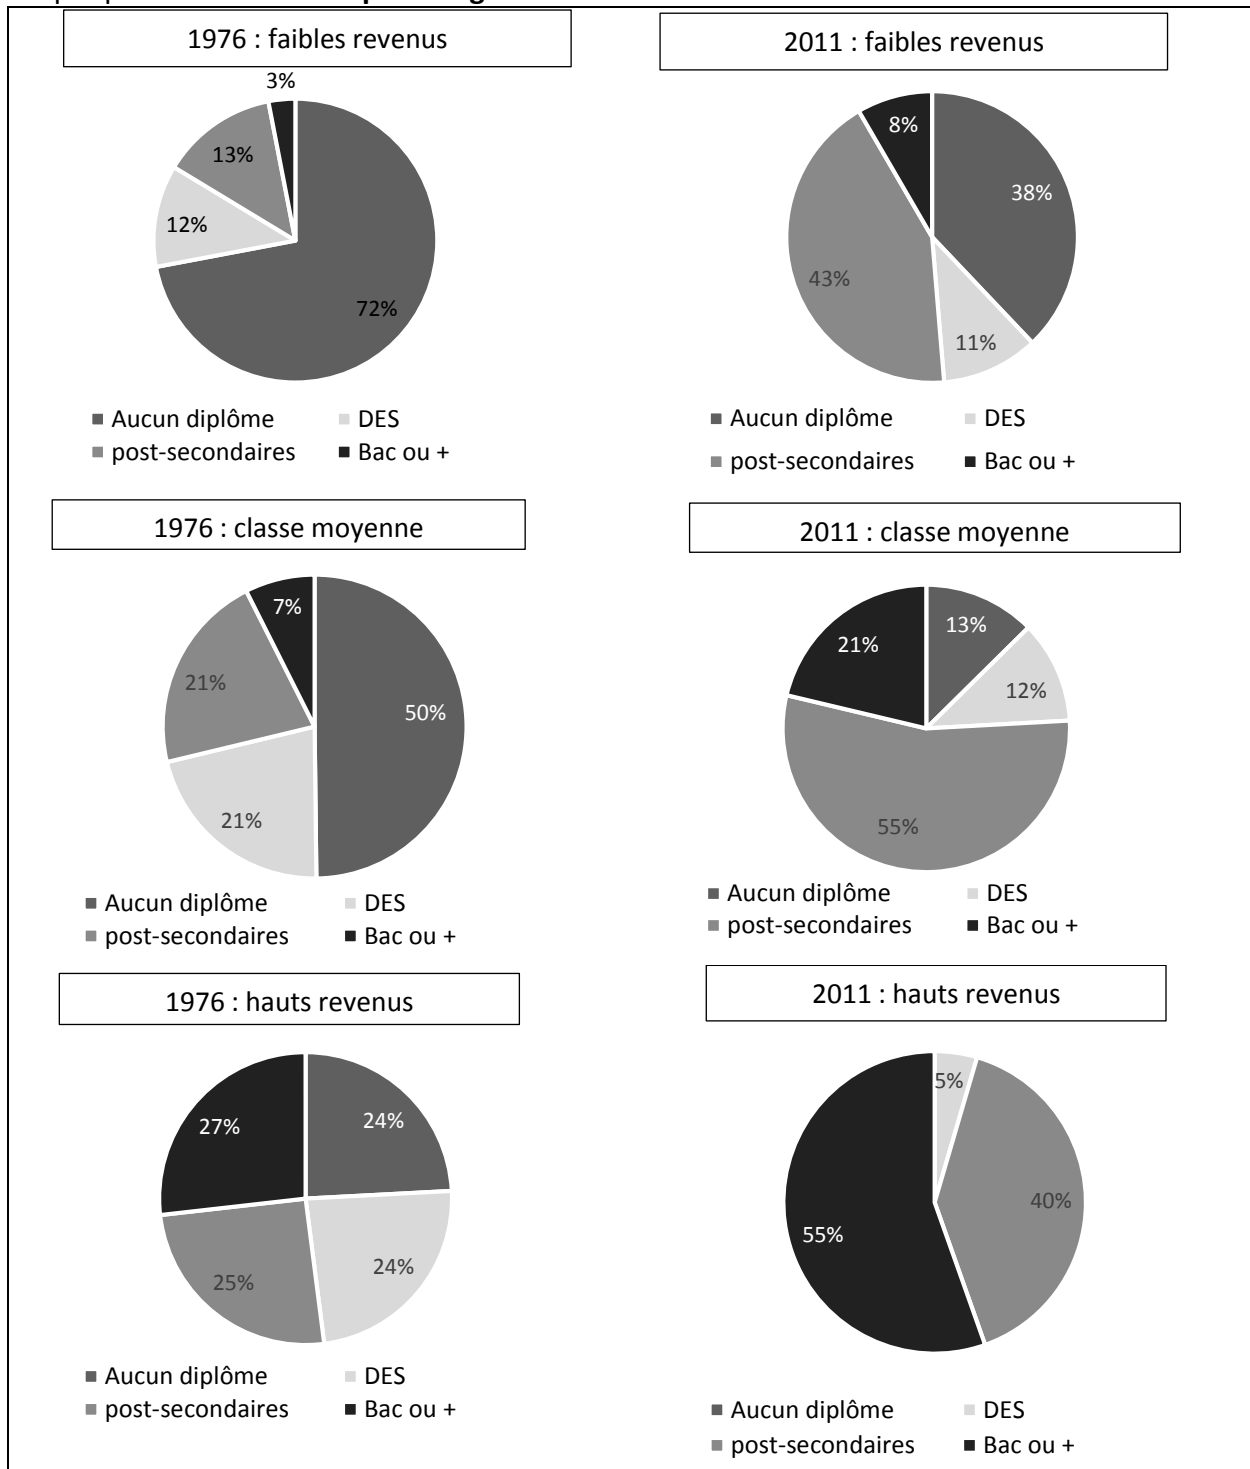 1976 : faibles revenus
3%
13%
12%
72%
■ Aucun diplôme ■ DES
■ post-secondaires ■ Bac ou +
2011 : faibles revenus
8%
38%
43%
11%
■ Aucun diplôme ■ DES
■ post-secondaires ■ Bac ou +
1976 : classe moyenne
7%
21%
50%
21%
■ Aucun diplôme ■ DES
■ post-secondaires ■ Bac ou +
2011 : classe moyenne
13%
21%
12%
55%
■ Aucun diplôme ■ DES
■ post-secondaires ■ Bac ou +
1976 : hauts revenus
27%
24%
25%
24%
■ Aucun diplôme ■ DES
■ post-secondaires ■ Bac ou +
2011 : hauts revenus
5%
40%
55%
■ Aucun diplôme ■ DES
■ post-secondaires ■ Bac ou +